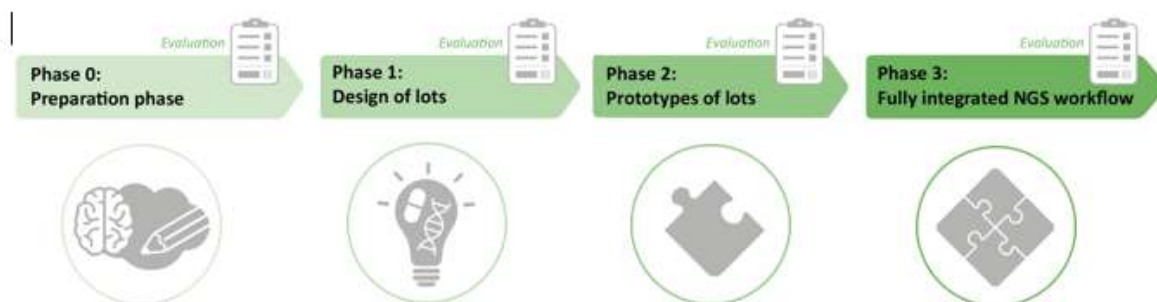 Evaluation
Phase 0:
Preparation phase
Evaluation
Phase 1:
Design of lots
Evaluation
Phase 2:
Prototypes of lots
Evaluation
Phase 3:
Fully integrated NGS workflow